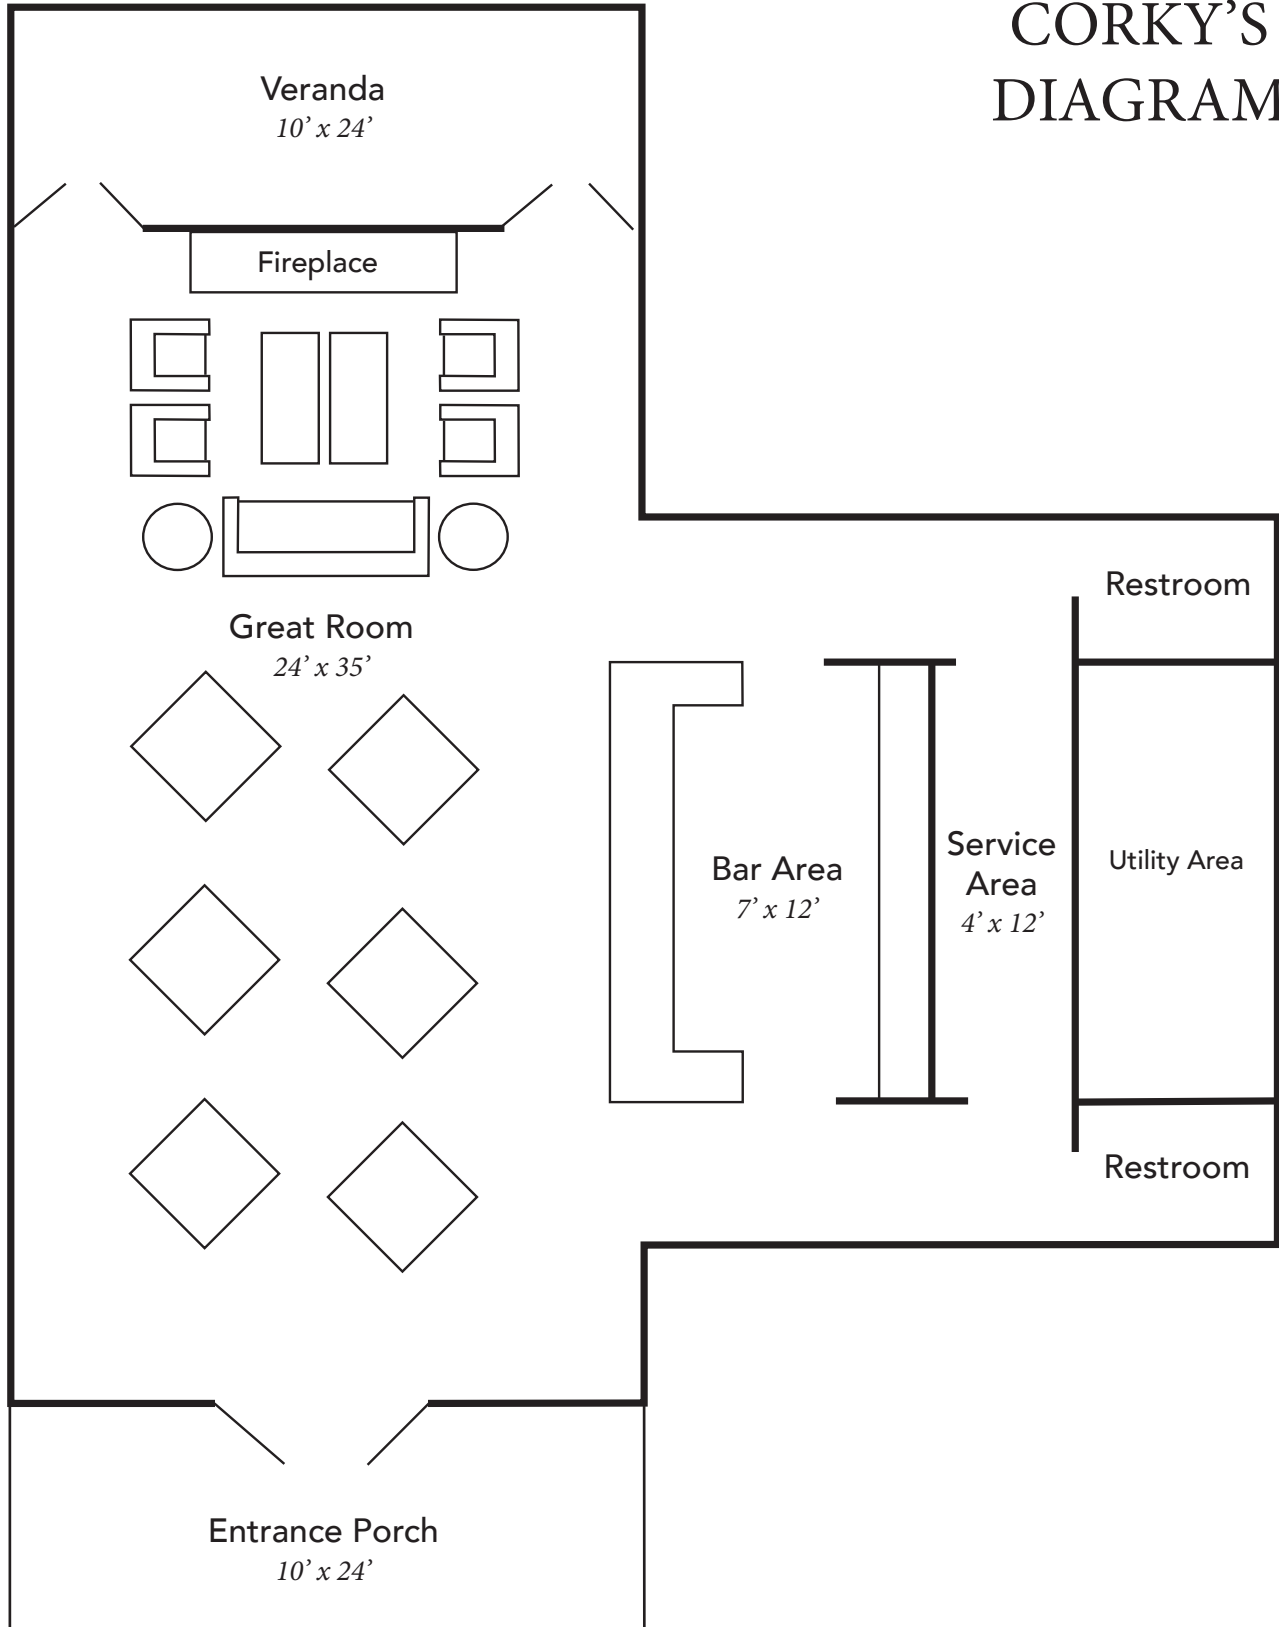 CORKY’S
DIAGRAM
Veranda
10’ x 24’
Fireplace
Great Room
24’ x 35’
Restroom
Bar Area
7’ x 12’
Service
Area
4’ x 12’
Utility Area
Restroom
Entrance Porch
10’ x 24’